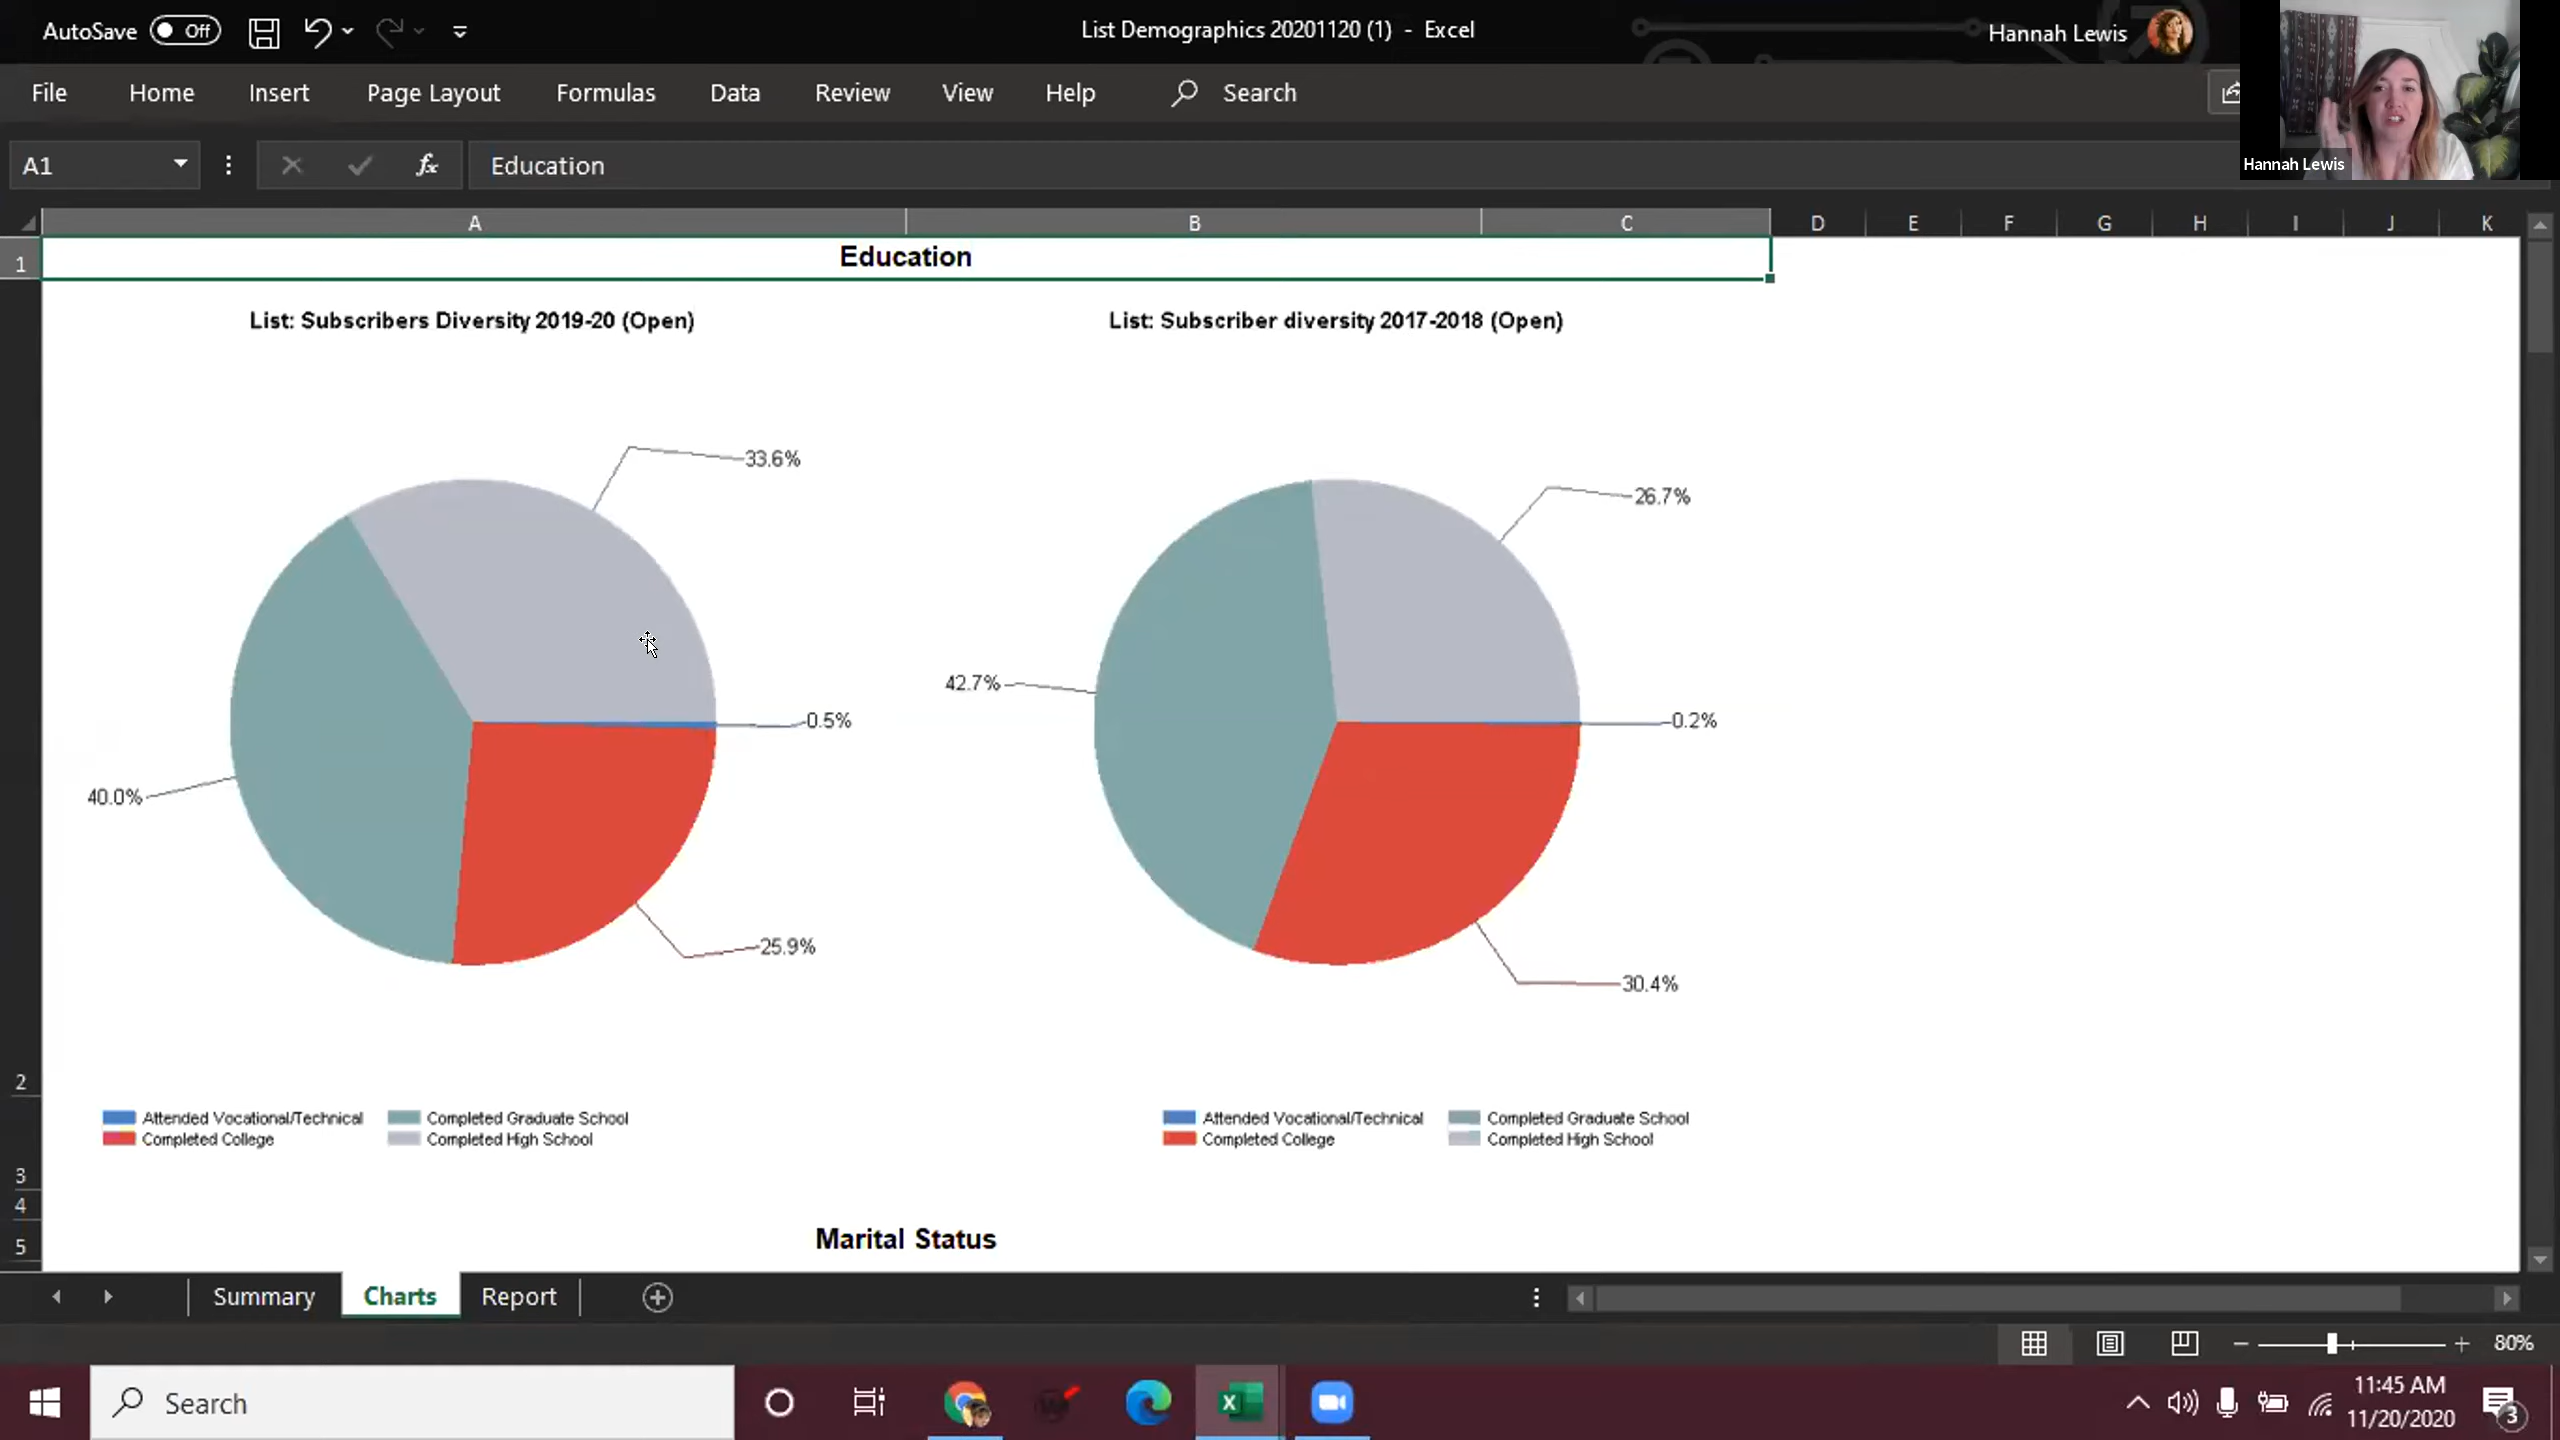 AutoSave Off List Demographics 20201120 (1) - Excel Hannah Lewis
File Home Insert Page Layout Formulas Data Review View Help Search
Hannah Lewis
A1 fx Education
A B C D E F G H I J K
1 Education
List: Subscribers Diversity 2019-20 (Open) List: Subscriber diversity 2017-2018 (Open)
33.6%
26.7%
42.7%
0.5% 0.2%
40.0%
25.9%
30.4%
2
Attended Vocational/Technical Completed Graduate School Attended Vocational/Technical Completed Graduate School
Completed College Completed High School Completed College Completed High School
3
4
5 Marital Status
Summary Charts Report
80%
Search
11:45 AM
11/20/2020 3